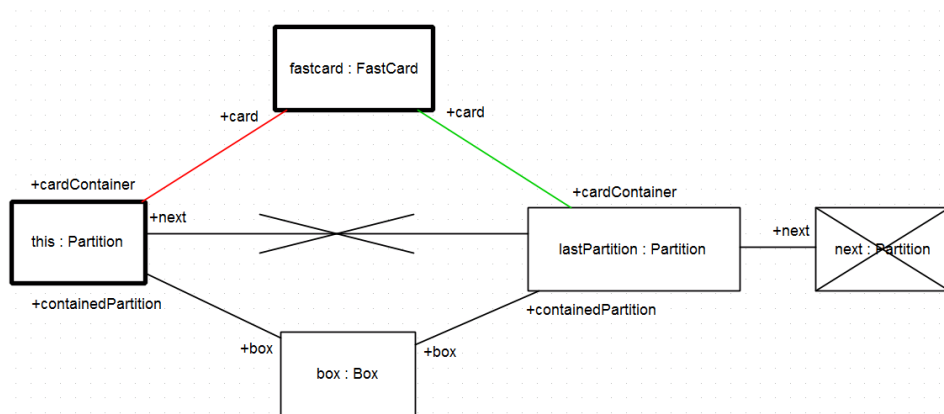 fastcard : FastCard
+card
+card
+cardContainer
+cardContainer
+next
this : Partition
lastPartition : Partition
+next
next : Partition
+containedPartition
+containedPartition
+box
+box
box : Box